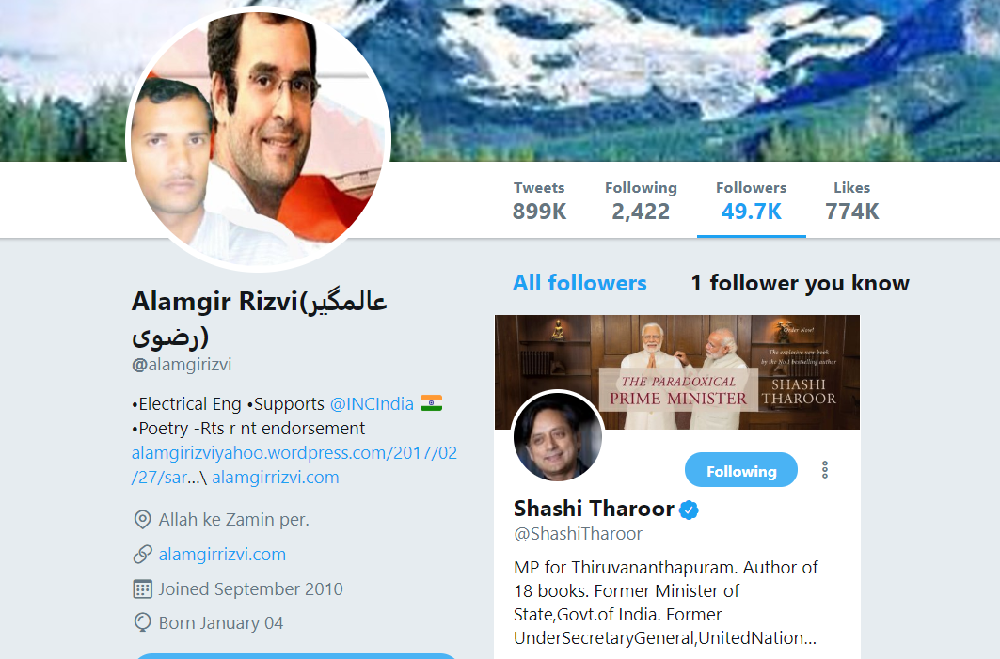 Tweets
899K
Following
2,422
Followers
49.7K
Likes
774K
Alamgir Rizvi(عالمگیر
رضوی)
@alamgirizvi
•Electrical Eng •Supports @INCIndia 🇮🇳
•Poetry -Rts r nt endorsement
alamgirizviyahoo.wordpress.com/2017/02
/27/sar...\ alamgirrizvi.com
Allah ke Zamin per.
alamgirrizvi.com
Joined September 2010
Born January 04
All followers
1 follower you know
Order Now!
The explosive new book
by the No.1 bestselling author
THE PARADOXICAL
PRIME MINISTER
SHASHI
THAROOR
Following
Shashi Tharoor
@ShashiTharoor
MP for Thiruvananthapuram. Author of
18 books. Former Minister of
State,Govt.of India. Former
UnderSecretaryGeneral,UnitedNation...